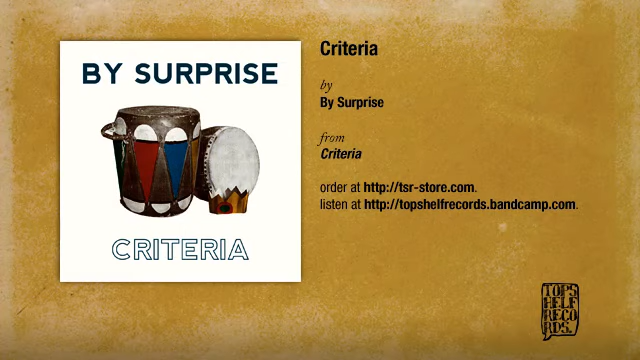 BY SURPRISE
CRITERIA
Criteria
by
By Surprise
from
Criteria
order at http://tsr-store.com.
listen at http://topshelfrecords.bandcamp.com.
TOPS
HELF
RECO
RDS.